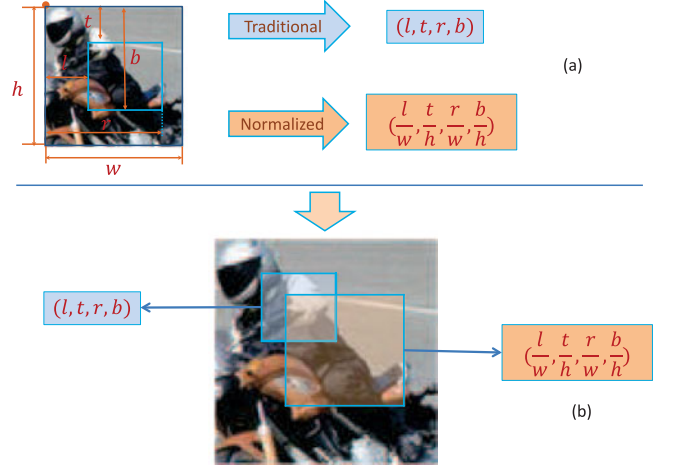 t
Traditional
(l, t, r, b)
l
b
(a)
h
Normalized
(l/w, t/h, r/w, b/h)
r
w
(l, t, r, b)
(l/w, t/h, r/w, b/h)
(b)